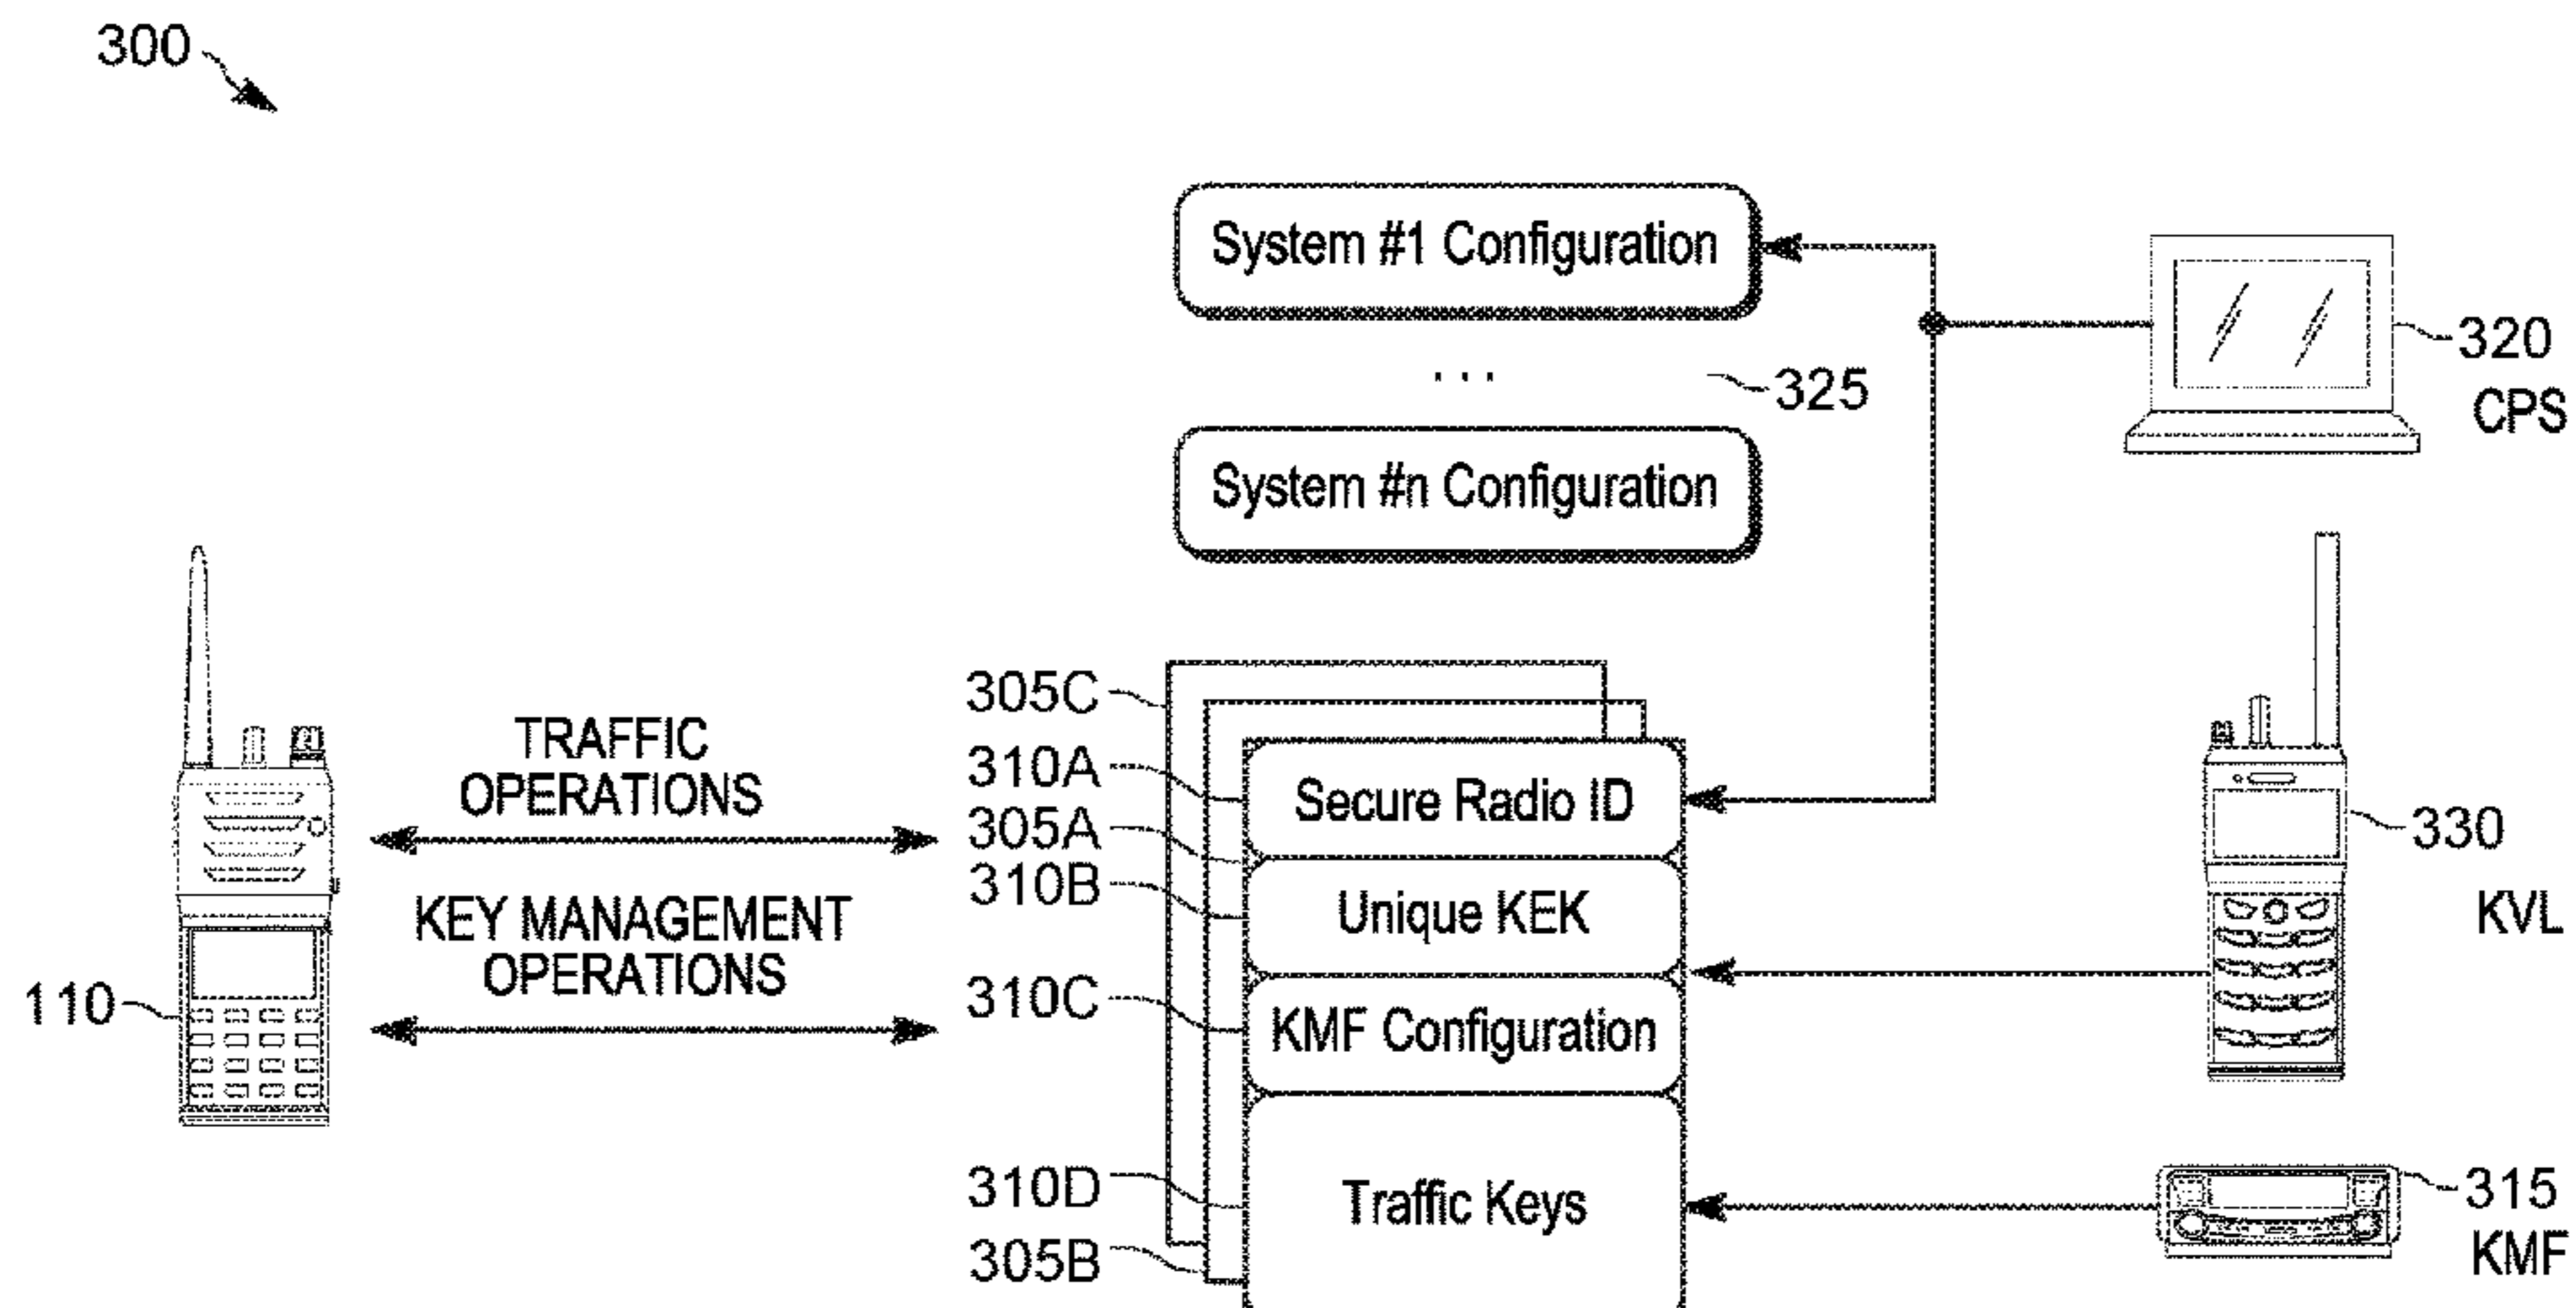 300
System #1 Configuration
320
CPS
...
325
System #n Configuration
305C
TRAFFIC
OPERATIONS
310A
Secure Radio ID
305A
330
310B
Unique KEK
KVL
KEY MANAGEMENT
OPERATIONS
110
310C
KMF Configuration
310D
Traffic Keys
315
KMF
305B